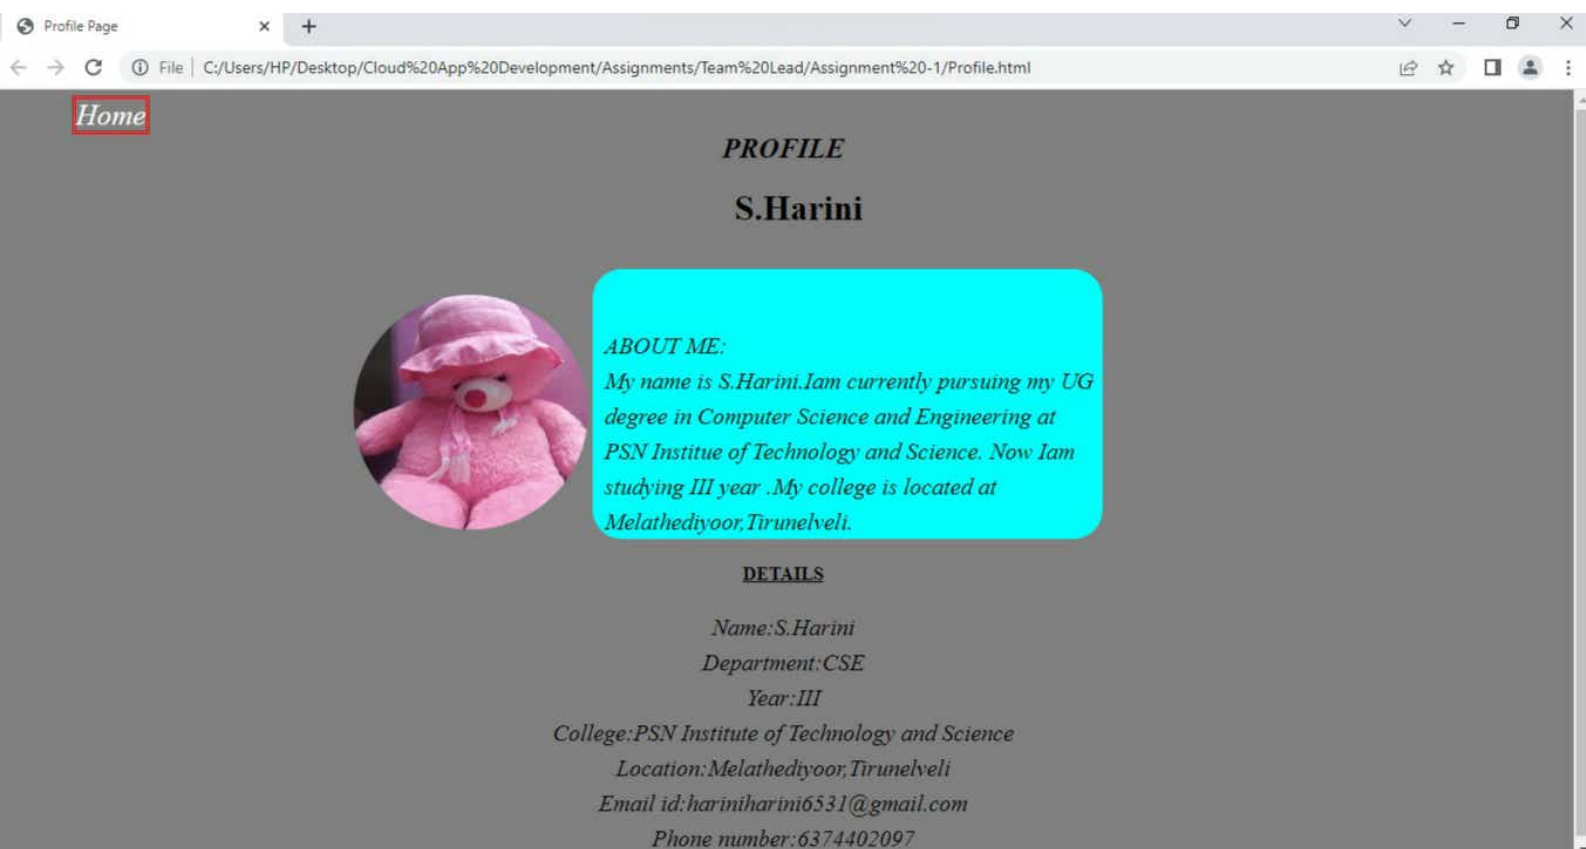 Profile Page
File | C:/Users/HP/Desktop/Cloud%20App%20Development/Assignments/Team%20Lead/Assignment%20-1/Profile.html
Home
PROFILE
S.Harini
ABOUT ME:
My name is S.Harini.Iam currently pursuing my UG
degree in Computer Science and Engineering at
PSN Institue of Technology and Science. Now Iam
studying III year .My college is located at
Melathediyoor,Tirunelveli.
DETAILS
Name:S.Harini
Department:CSE
Year:III
College:PSN Institute of Technology and Science
Location:Melathediyoor,Tirunelveli
Email id:hariniharini6531@gmail.com
Phone number:6374402097